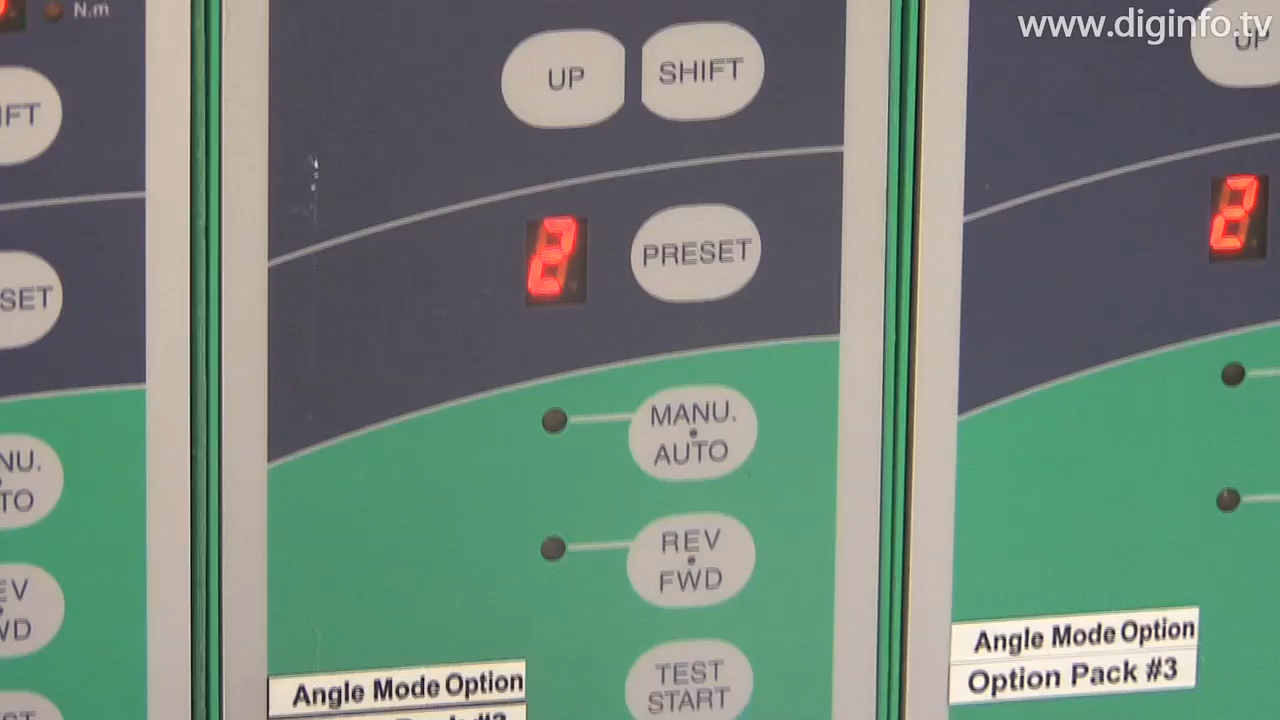 www.diginfo.tv
N.m
UP
SHIFT
UP
IFT
2
PRESET
2
SET
MANU.
AUTO
NU.
TO
REV
FWD
EV
WD
Angle Mode Option
Option Pack #3
TEST
START
Angle Mode Option